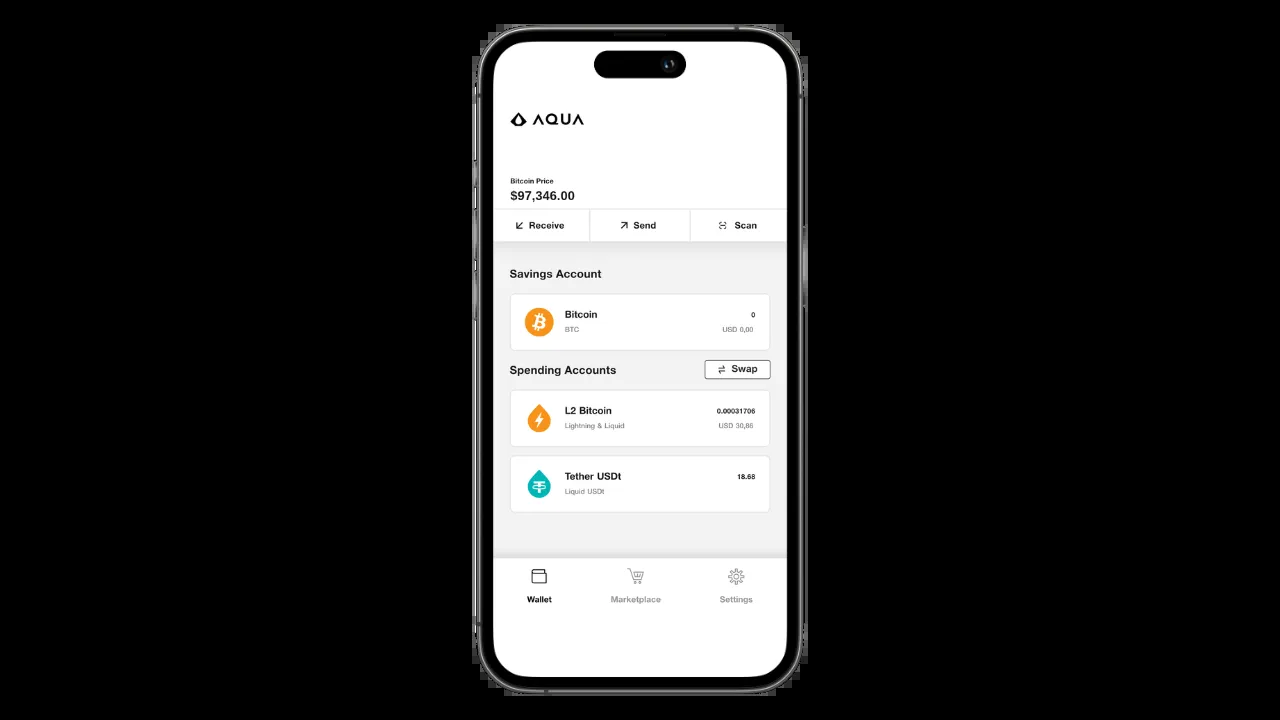 AQUA
Bitcoin Price
$97,346.00
Receive
Send
Scan
Savings Account
Bitcoin
0
BTC
USD 0,00
Spending Accounts
Swap
L2 Bitcoin
0.00031706
Lightning & Liquid
USD 30,86
Tether USDt
18.68
Liquid USDt
Wallet
Marketplace
Settings